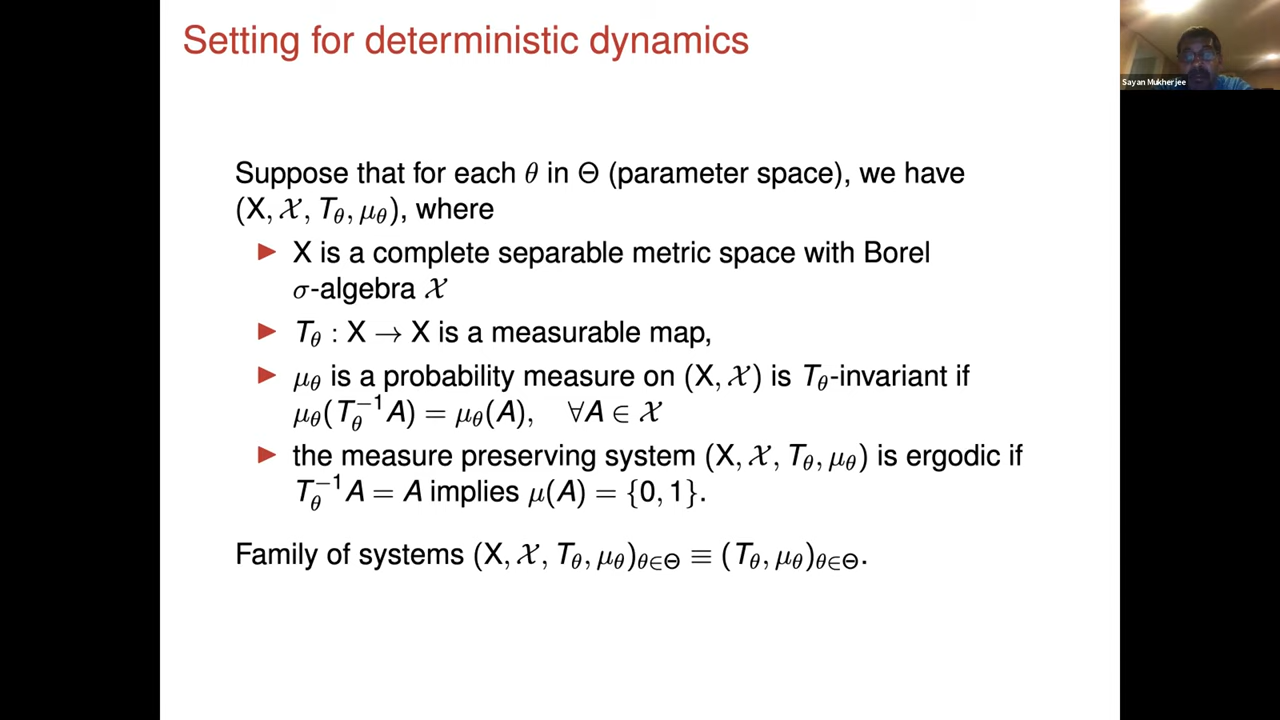 Setting for deterministic dynamics
Sayan Mukherjee
Suppose that for each θ in Θ (parameter space), we have
(X, 𝒳, T_θ, μ_θ), where
▶ X is a complete separable metric space with Borel
σ-algebra 𝒳
▶ T_θ : X → X is a measurable map,
▶ μ_θ is a probability measure on (X, 𝒳) is T_θ-invariant if
μ_θ(T_θ^{-1}A) = μ_θ(A), ∀A ∈ 𝒳
▶ the measure preserving system (X, 𝒳, T_θ, μ_θ) is ergodic if
T_θ^{-1}A = A implies μ(A) = {0, 1}.
Family of systems (X, 𝒳, T_θ, μ_θ)_{θ∈Θ} ≡ (T_θ, μ_θ)_{θ∈Θ}.